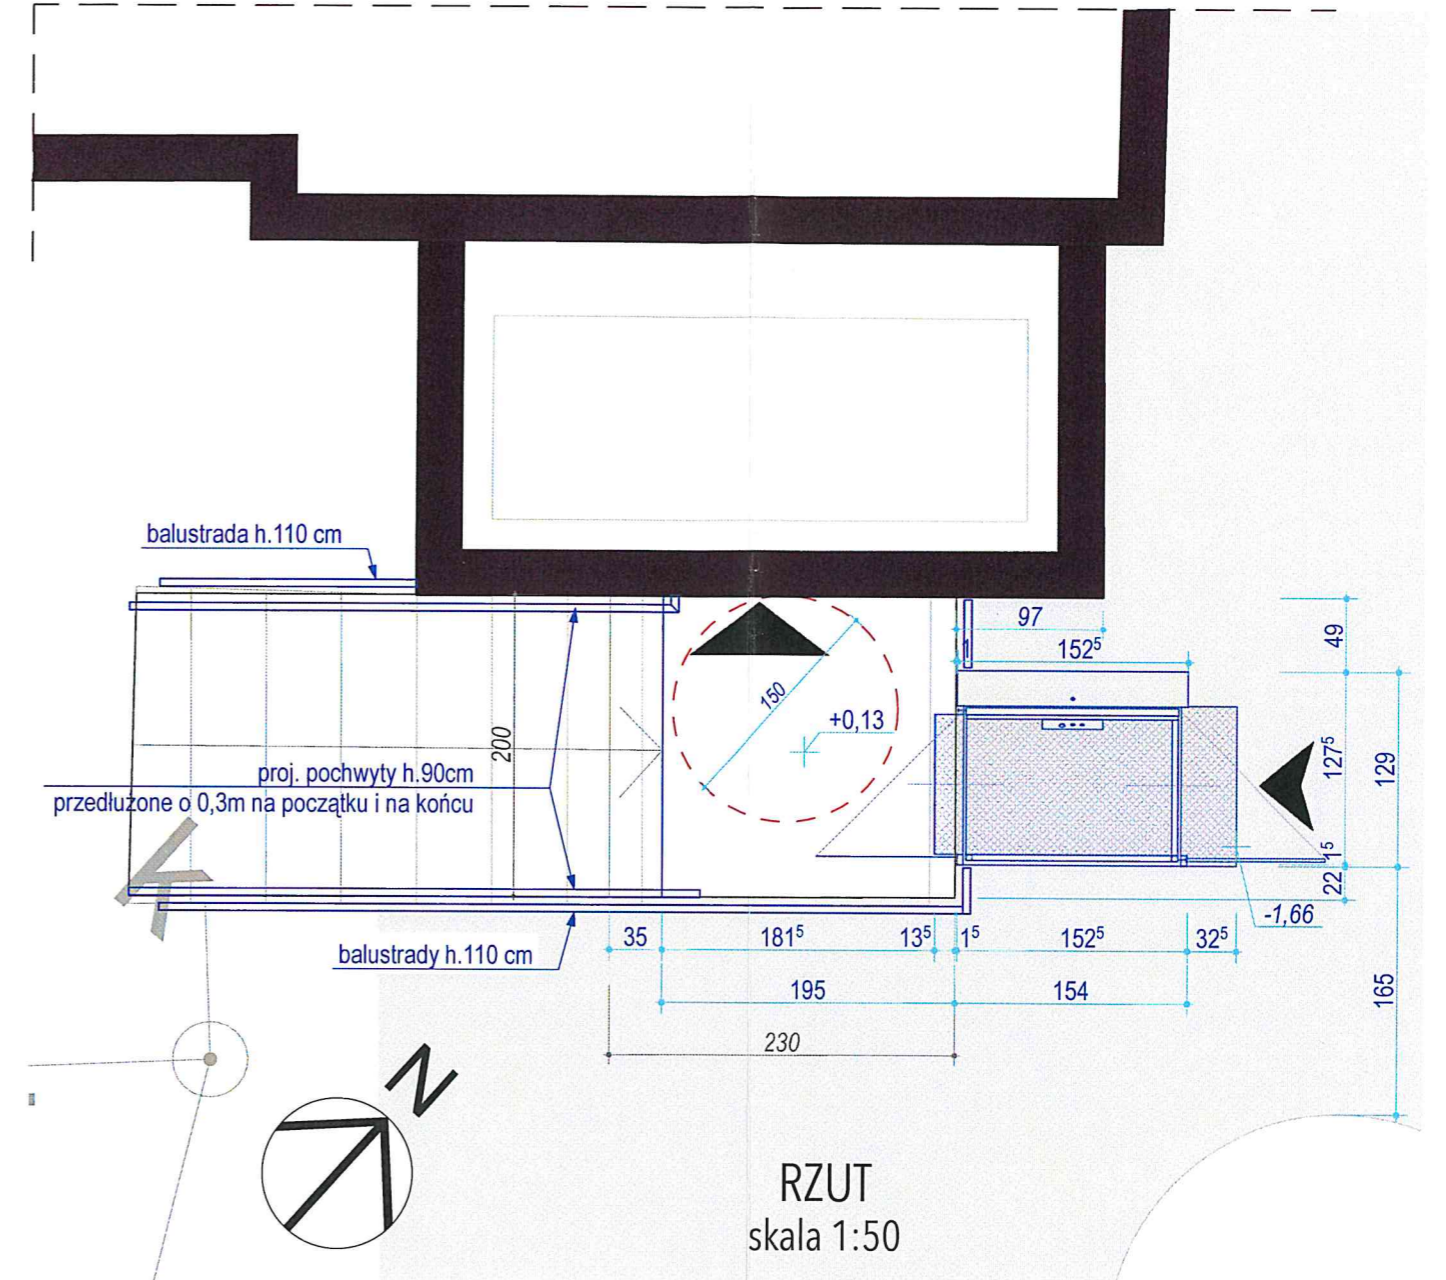 balustrada h.110 cm
97
49
152⁵
150
+0,13
200
127⁵
129
proj. pochwyty h.90cm
przedłużone o 0,3m na początku i na końcu
K
1⁵
22
-1,66
balustrady h.110 cm
35
181⁵
13⁵
1⁵
152⁵
32⁵
195
154
165
230
N
RZUT
skala 1:50